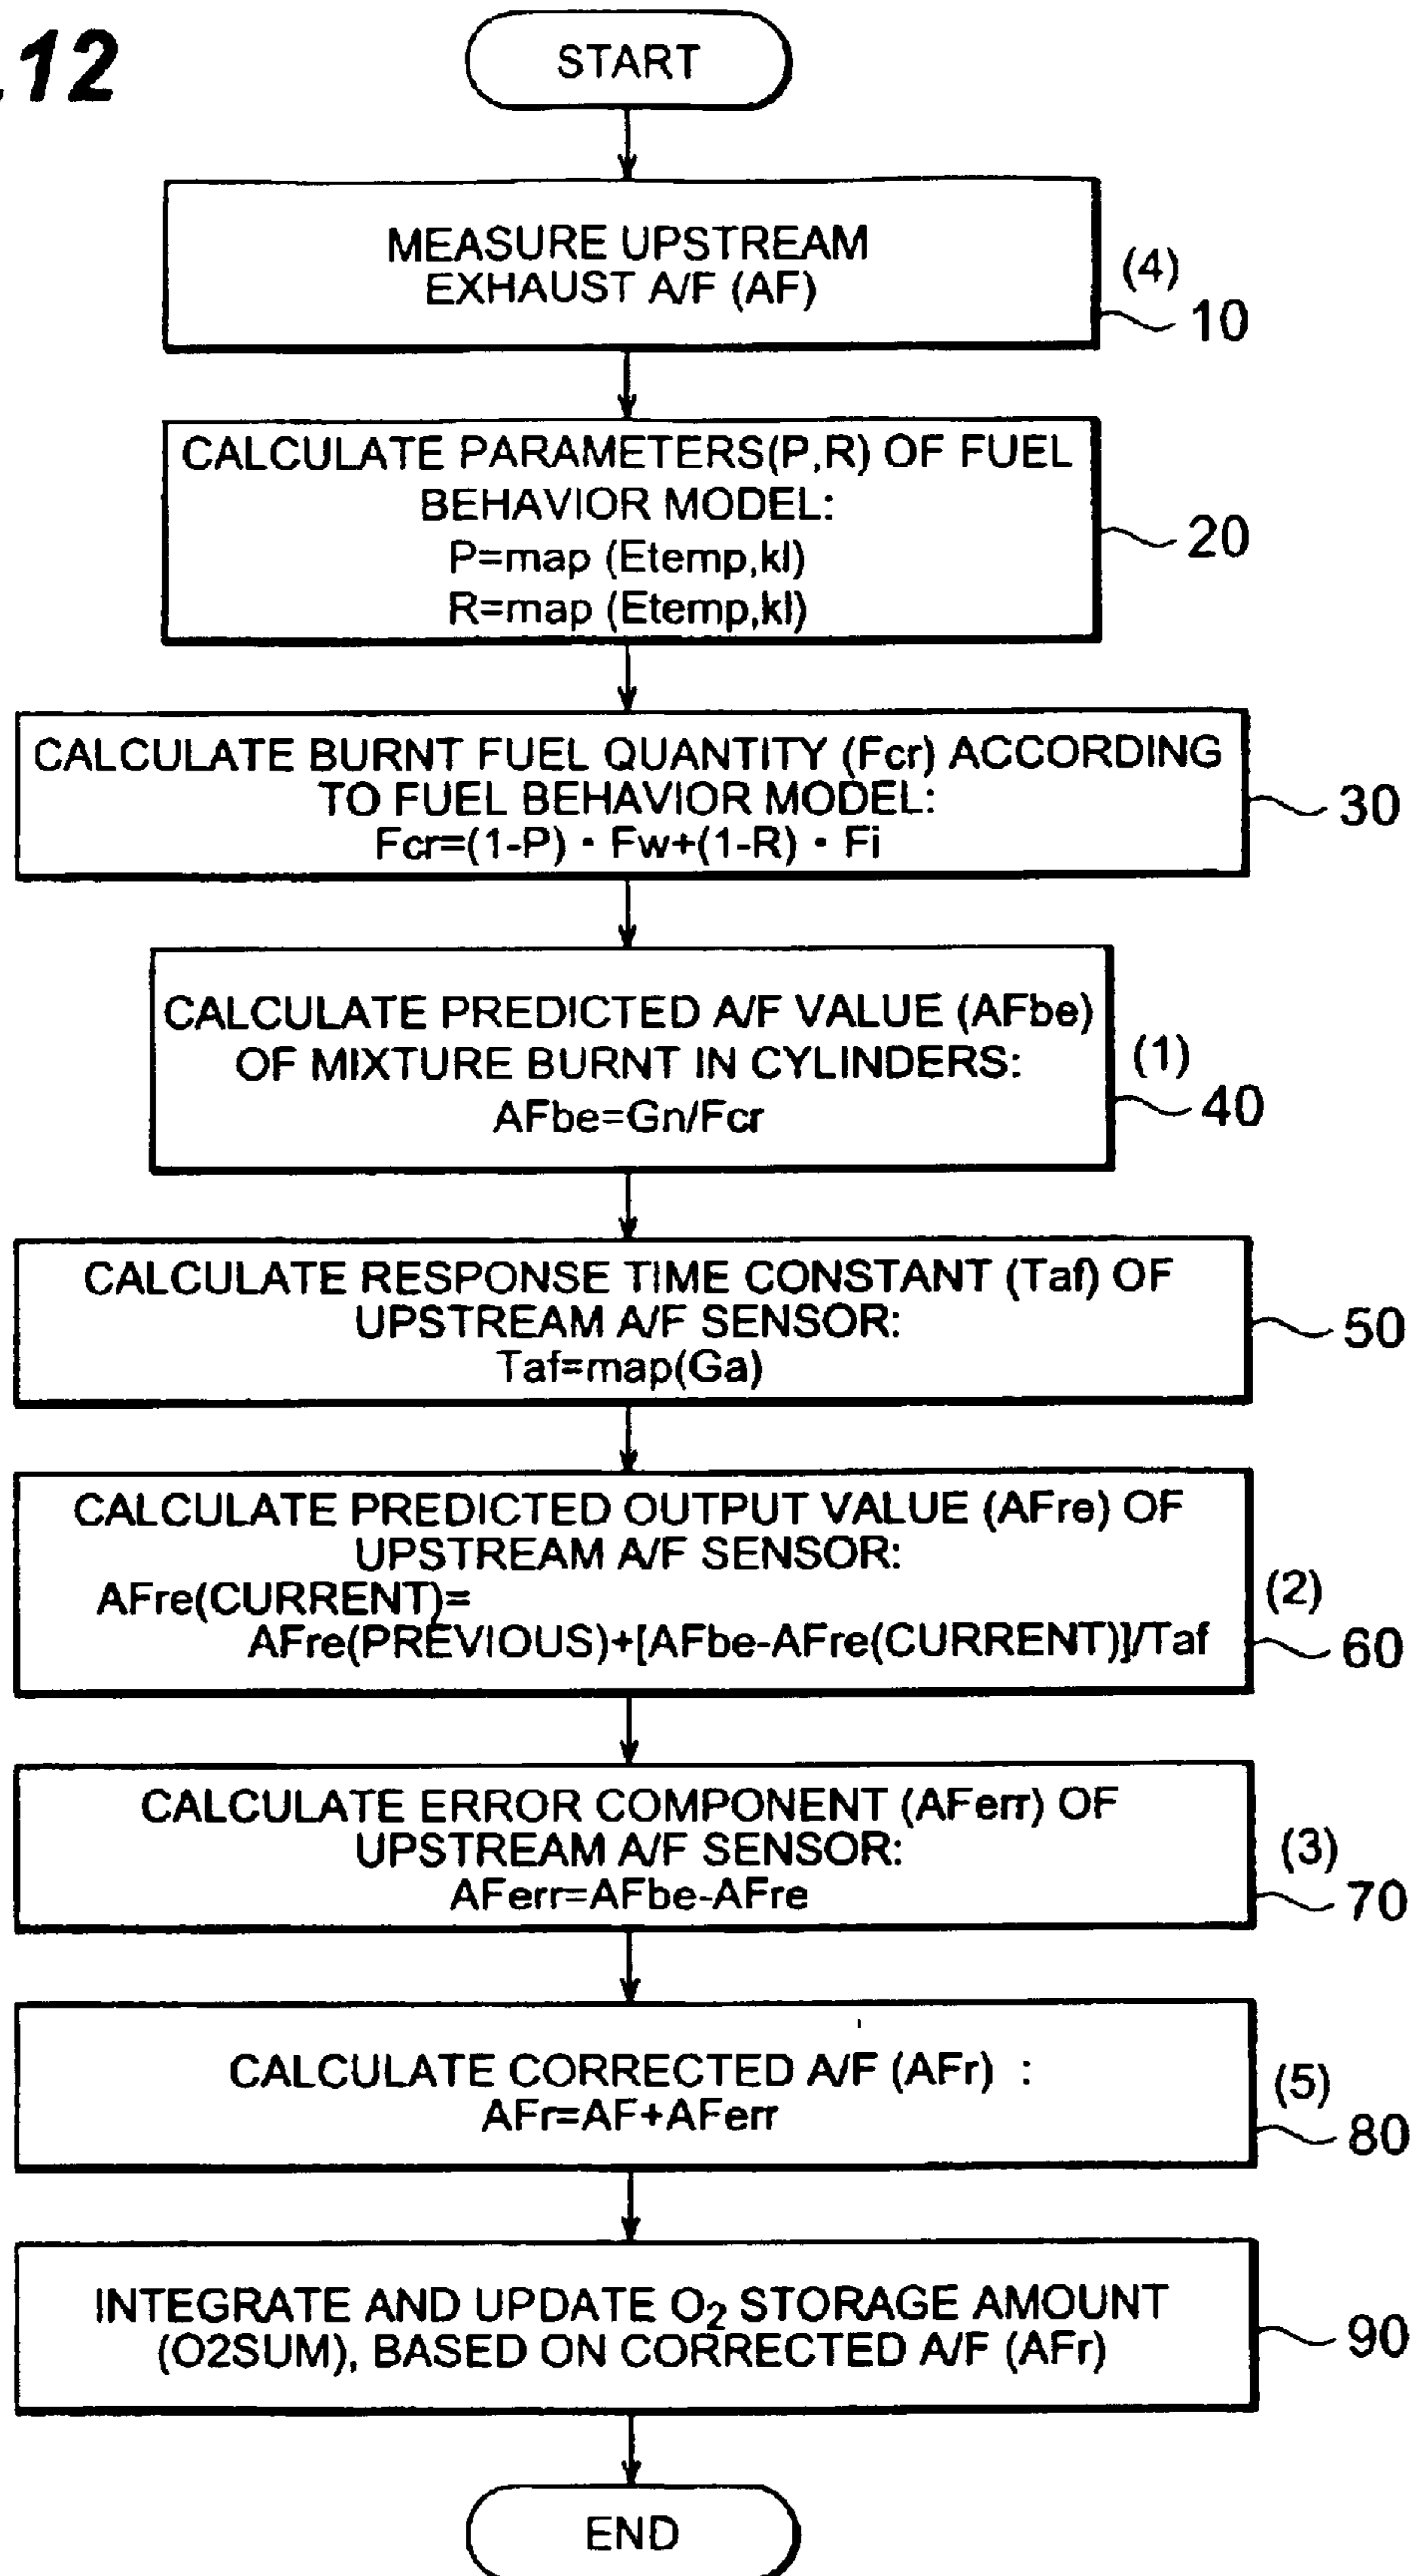 .12
START
MEASURE UPSTREAM
EXHAUST A/F (AF)
(4)
10
CALCULATE PARAMETERS(P,R) OF FUEL
BEHAVIOR MODEL:
P=map (Etemp,kl)
R=map (Etemp,kl)
20
CALCULATE BURNT FUEL QUANTITY (Fcr) ACCORDING
TO FUEL BEHAVIOR MODEL:
Fcr=(1-P)・Fw+(1-R)・Fi
30
CALCULATE PREDICTED A/F VALUE (AFbe)
OF MIXTURE BURNT IN CYLINDERS:
AFbe=Gn/Fcr
(1)
40
CALCULATE RESPONSE TIME CONSTANT (Taf) OF
UPSTREAM A/F SENSOR:
Taf=map(Ga)
50
CALCULATE PREDICTED OUTPUT VALUE (AFre) OF
UPSTREAM A/F SENSOR:
AFre(CURRENT)=
AFre(PREVIOUS)+[AFbe-AFre(CURRENT)]/Taf
(2)
60
CALCULATE ERROR COMPONENT (AFerr) OF
UPSTREAM A/F SENSOR:
AFerr=AFbe-AFre
(3)
70
CALCULATE CORRECTED A/F (AFr) :
AFr=AF+AFerr
(5)
80
INTEGRATE AND UPDATE O2 STORAGE AMOUNT
(O2SUM), BASED ON CORRECTED A/F (AFr)
90
END